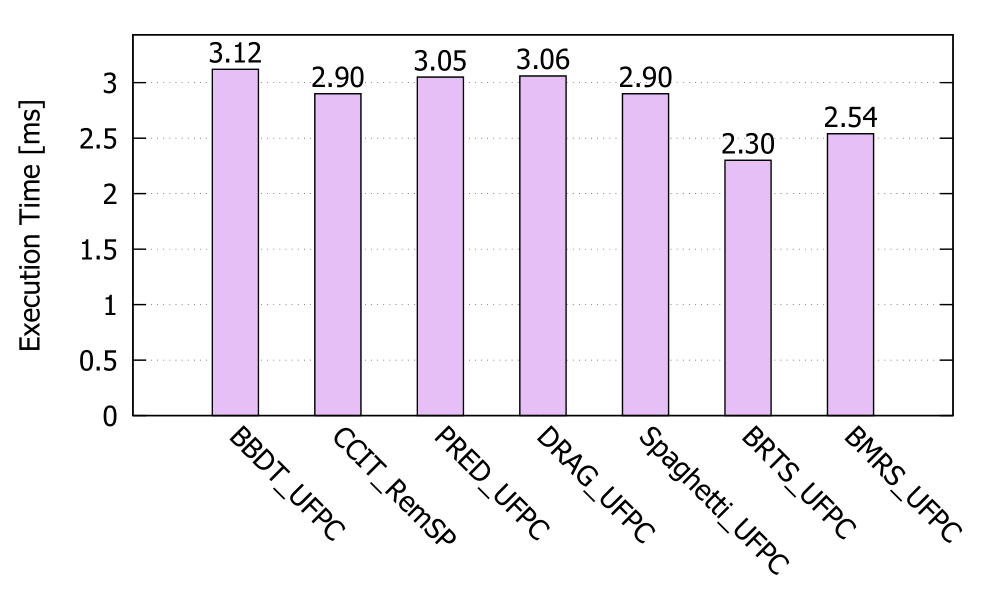 3.12
2.90
3.05
3.06
2.90
2.30
2.54
Execution Time [ms]
3
2.5
2
1.5
1
0.5
0
BBDT_UFPC
CCIT_RemSP
PRED_UFPC
DRAG_UFPC
Spaghetti_UFPC
BRTS_UFPC
BMRS_UFPC